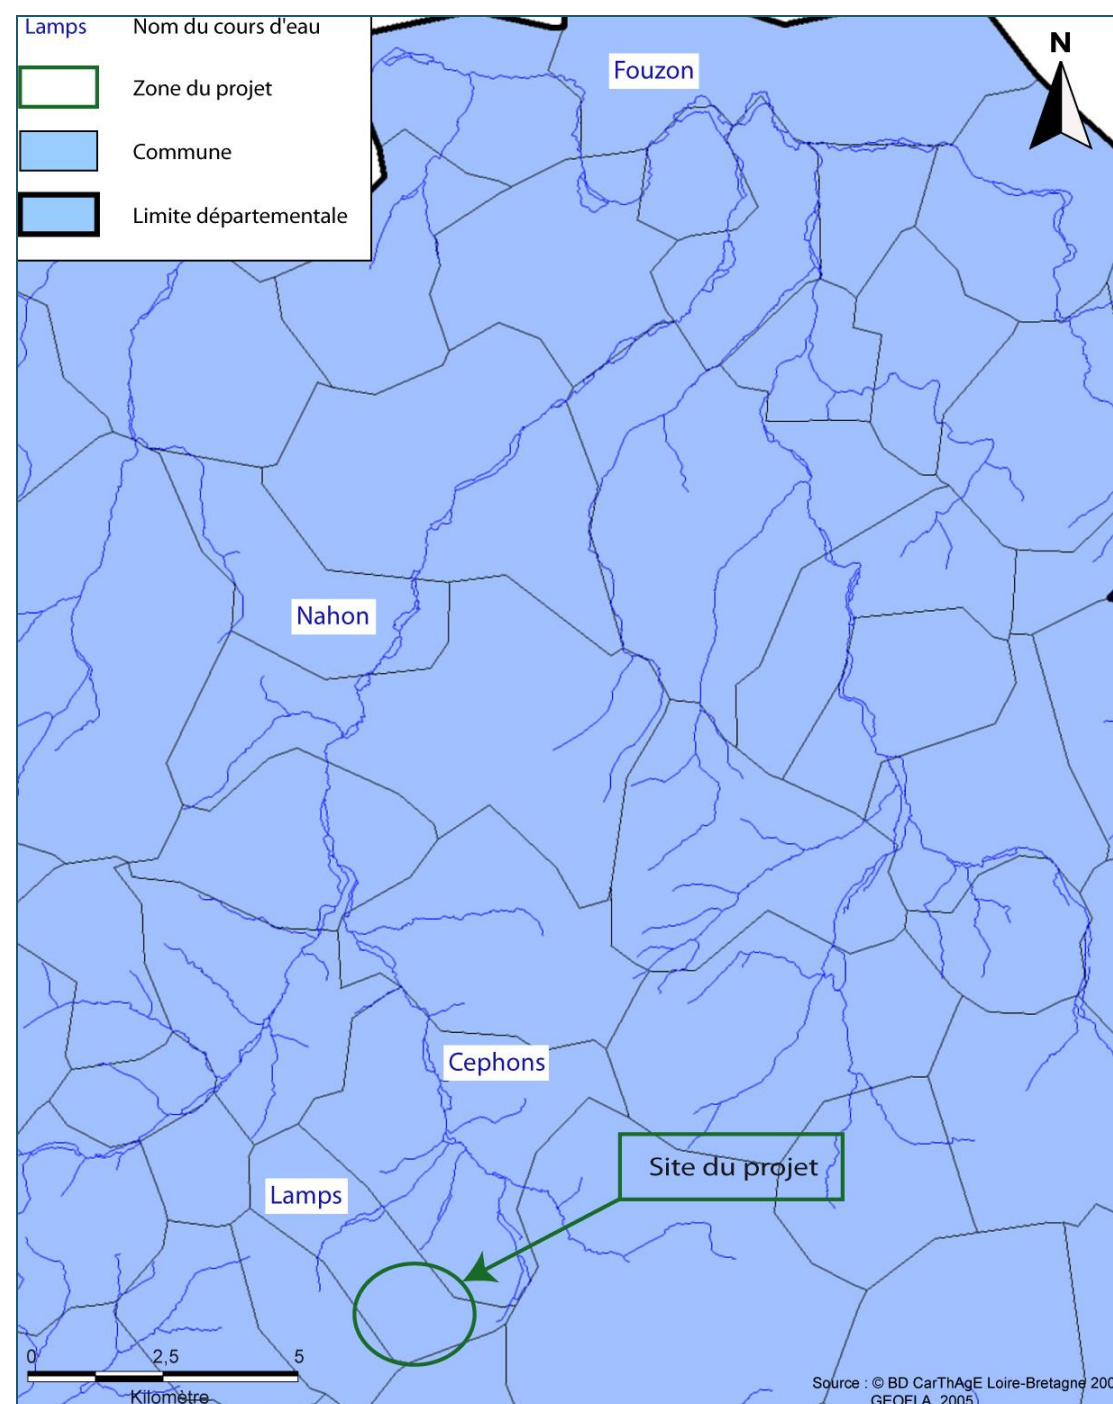 Lamps Nom du cours d'eau
Zone du projet
Commune
Limite départementale
Fouzon
N
Nahon
Cephons
Site du projet
Lamps
0 2,5 5
Kilomètre
Source : © BD CarThAgE Loire-Bretagne 200
GEOFLA, 2005)